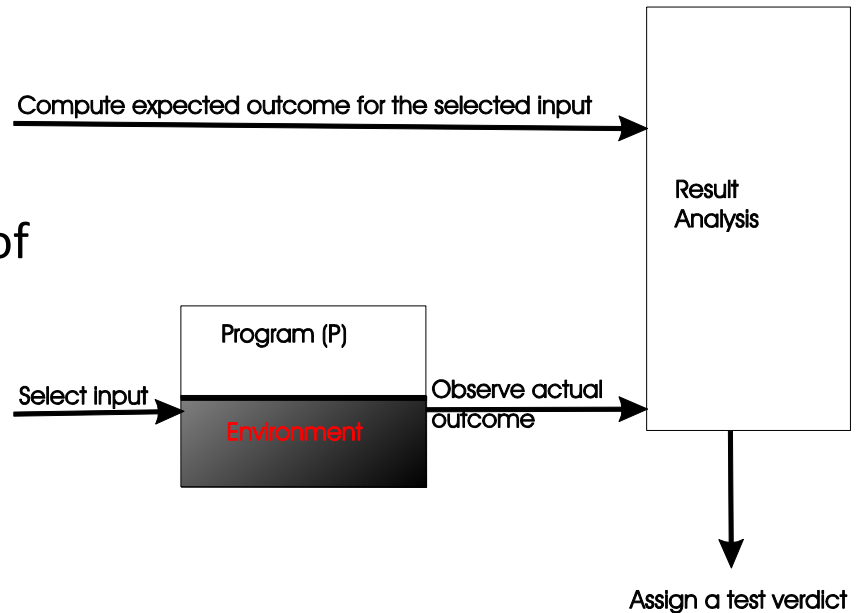 Compute expected outcome for the selected input
Result
Analysis
of
Program (P)
Select input
Environment
Observe actual
outcome
Assign a test verdict